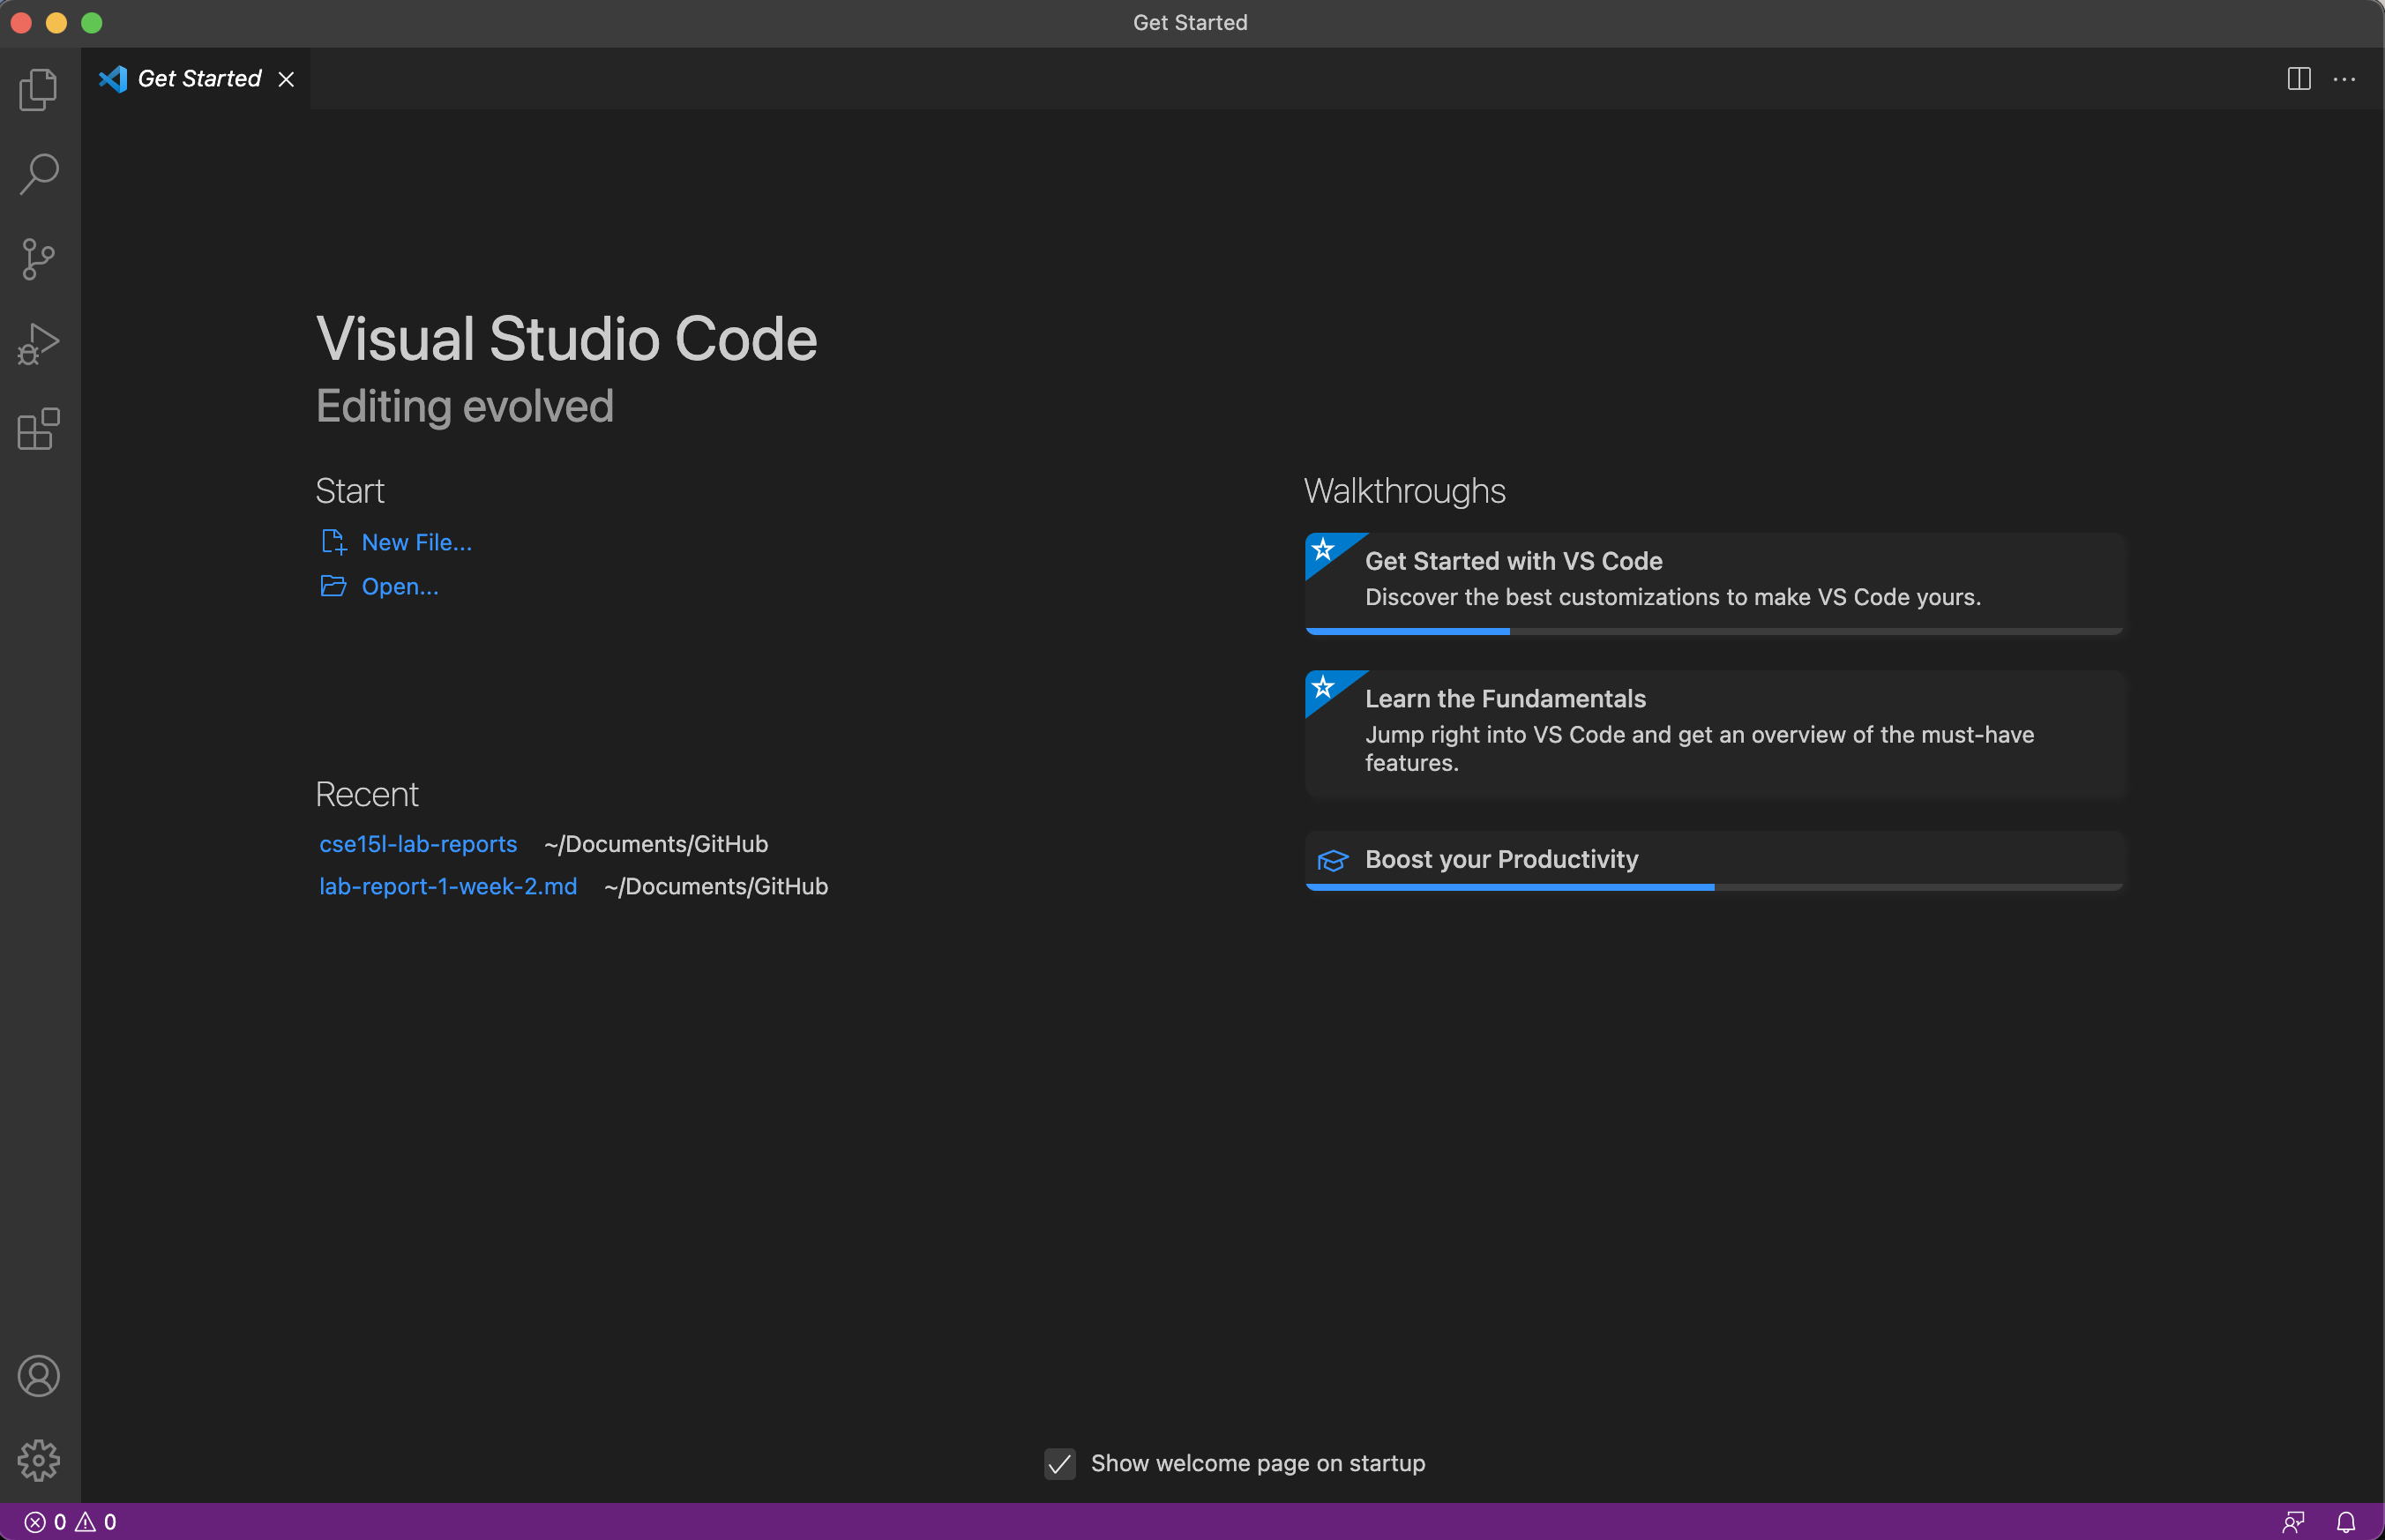 Get Started
Get Started
Visual Studio Code
Editing evolved
Start
New File...
Open...
Recent
cse15l-lab-reports ~/Documents/GitHub
lab-report-1-week-2.md ~/Documents/GitHub
Walkthroughs
Get Started with VS Code
Discover the best customizations to make VS Code yours.
Learn the Fundamentals
Jump right into VS Code and get an overview of the must-have
features.
Boost your Productivity
Show welcome page on startup
0 0